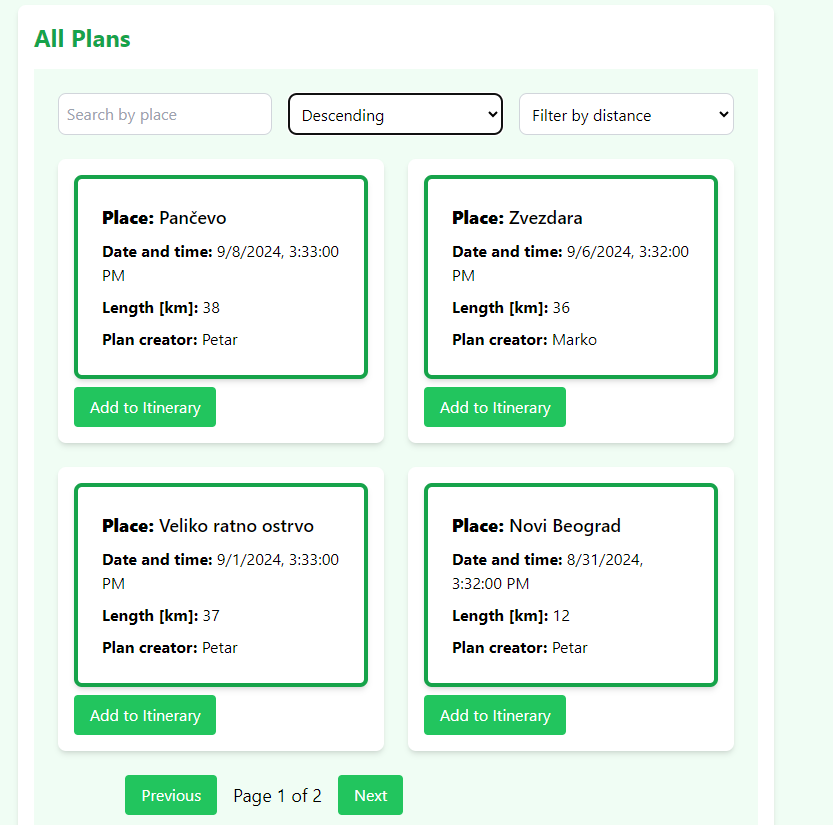 All Plans
Search by place
Descending
Filter by distance
Place: Pančevo
Date and time: 9/8/2024, 3:33:00
PM
Length [km]: 38
Plan creator: Petar
Add to Itinerary
Place: Zvezdara
Date and time: 9/6/2024, 3:32:00
PM
Length [km]: 36
Plan creator: Marko
Add to Itinerary
Place: Veliko ratno ostrvo
Date and time: 9/1/2024, 3:33:00
PM
Length [km]: 37
Plan creator: Petar
Add to Itinerary
Place: Novi Beograd
Date and time: 8/31/2024,
3:32:00 PM
Length [km]: 12
Plan creator: Petar
Add to Itinerary
Previous
Page 1 of 2
Next